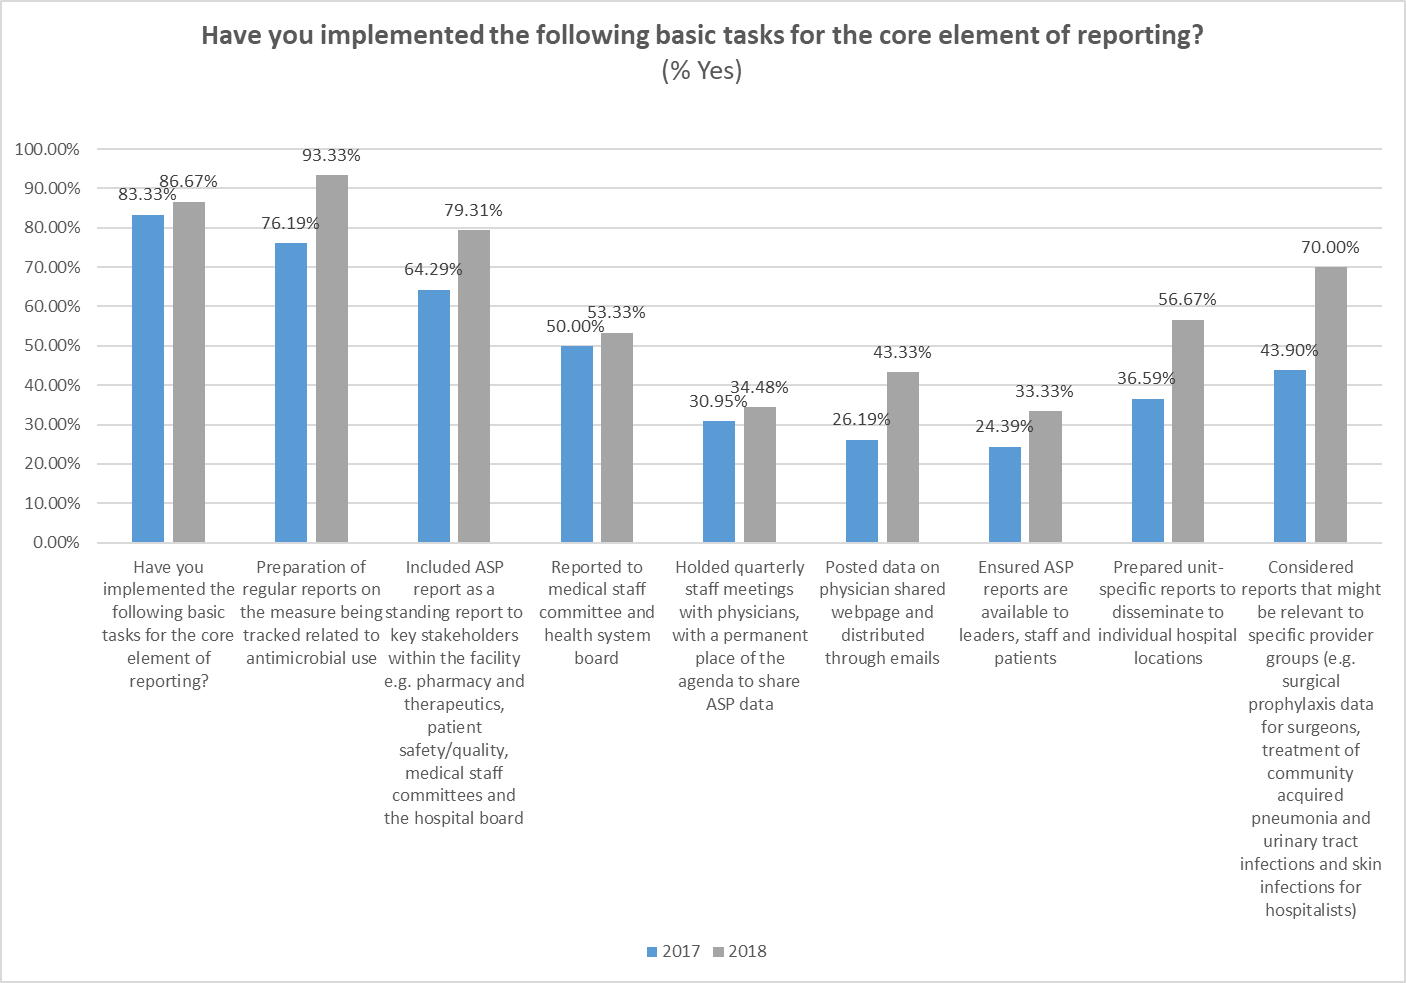 Have you implemented the following basic tasks for the core element of reporting?
(% Yes)
100.00%
90.00%
80.00%
70.00%
60.00%
50.00%
40.00%
30.00%
20.00%
10.00%
0.00%
83.33%
86.67%
76.19%
93.33%
64.29%
79.31%
50.00%
53.33%
30.95%
34.48%
26.19%
43.33%
24.39%
33.33%
36.59%
56.67%
43.90%
70.00%
Have you
implemented the
following basic
tasks for the core
element of
reporting?
Preparation of
regular reports on
the measure being
tracked related to
antimicrobial use
Included ASP
report as a
standing report to
key stakeholders
within the facility
e.g. pharmacy and
therapeutics,
patient
safety/quality,
medical staff
committees and
the hospital board
Reported to
medical staff
committee and
health system
board
Holded quarterly
staff meetings
with physicians,
with a permanent
place of the
agenda to share
ASP data
Posted data on
physician shared
webpage and
distributed
through emails
Ensured ASP
reports are
available to
leaders, staff and
patients
Prepared unit-
specific reports to
disseminate to
individual hospital
locations
Considered
reports that might
be relevant to
specific provider
groups (e.g.
surgical
prophylaxis data
for surgeons,
treatment of
community
acquired
pneumonia and
urinary tract
infections and skin
infections for
hospitalists)
2017
2018